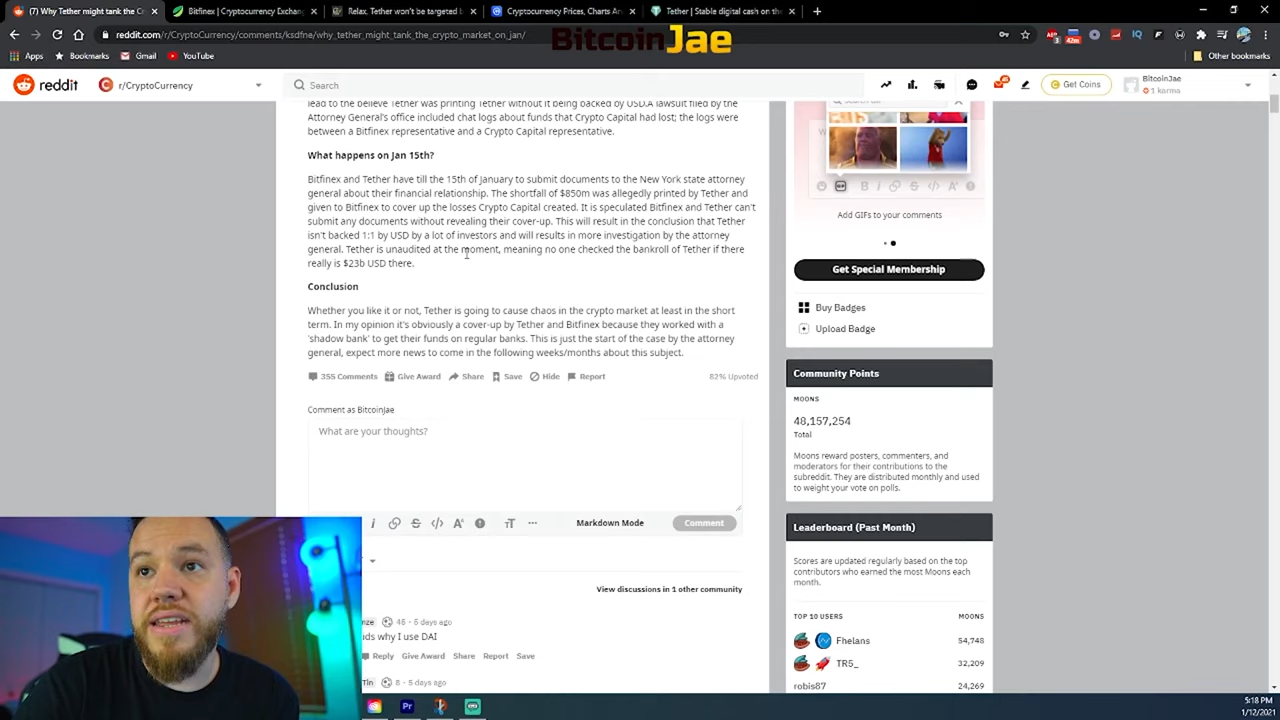 (7) Why Tether might tank the Cr
Bitfinex | Cryptocurrency Exchan
Relax. Tether won't be targeted b
Cryptocurrency Prices, Charts An
Tether | Stable digital cash on the
reddit.com/r/CryptoCurrency/comments/ksdfne/why_tether_might_tank_the_crypto_market_on_jan/
BitcoinJae
Apps
Bookmarks
Gmail
YouTube
Other bookmarks
reddit
r/CryptoCurrency
Search
Get Coins
BitcoinJae
1 karma
lead to the believe Tether was printing Tether without it being backed by USD.A lawsuit filed by the
Attorney General's office included chat logs about funds that Crypto Capital had lost; the logs were
between a Bitfinex representative and a Crypto Capital representative.
What happens on Jan 15th?
Bitfinex and Tether have till the 15th of January to submit documents to the New York state attorney
general about their financial relationship. The shortfall of $850m was allegedly printed by Tether and
given to Bitfinex to cover up the losses Crypto Capital created. It is speculated Bitfinex and Tether can't
submit any documents without revealing their cover-up. This will result in the conclusion that Tether
isn't backed 1:1 by USD by a lot of investors and will results in more investigation by the attorney
general. Tether is unaudited at the moment, meaning no one checked the bankroll of Tether if there
really is $23b USD there.
Conclusion
Whether you like it or not, Tether is going to cause chaos in the crypto market at least in the short
term. In my opinion it's obviously a cover-up by Tether and Bitfinex because they worked with a
'shadow bank' to get their funds on regular banks. This is just the start of the case by the attorney
general, expect more news to come in the following weeks/months about this subject.
355 Comments Give Award Share Save Hide Report 82% Upvoted
Comment as BitcoinJae
What are your thoughts?
Markdown Mode
Comment
View discussions in 1 other community
nze 46 · 6 days ago
uds why I use DAI
Reply Give Award Share Report Save
Tin 8 · 5 days ago
Add GIFs to your comments
Get Special Membership
Buy Badges
Upload Badge
Community Points
MOONS
48,157,254
Total
Moons reward posters, commenters, and
moderators for their contributions to the
subreddit. They are distributed monthly and used
to weight your vote on polls.
Leaderboard (Past Month)
Scores are updated regularly based on the top
contributors who earned the most Moons each
month.
TOP 10 USERS MOONS
Fhelans 54,748
TR5_ 32,209
robis87 24,269
5:18 PM
1/12/2021